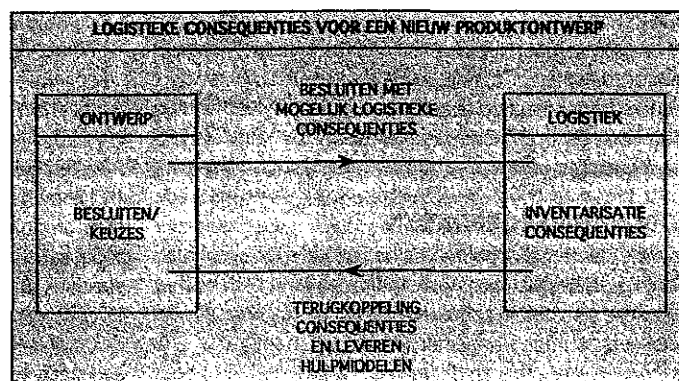 LOGISTIEKE CONSEQUENTIES VOOR EEN NIEUW PRODUKTONTWERP
ONTWERP
BESLUITEN/
KEUZES
BESLUITEN MET
MOGELIJK LOGISTIEKE
CONSEQUENTIES
LOGISTIEK
INVENTARISATIE
CONSEQUENTIES
TERUGKOPPELING
CONSEQUENTIES
EN LEVEREN
HULPMIDDELEN